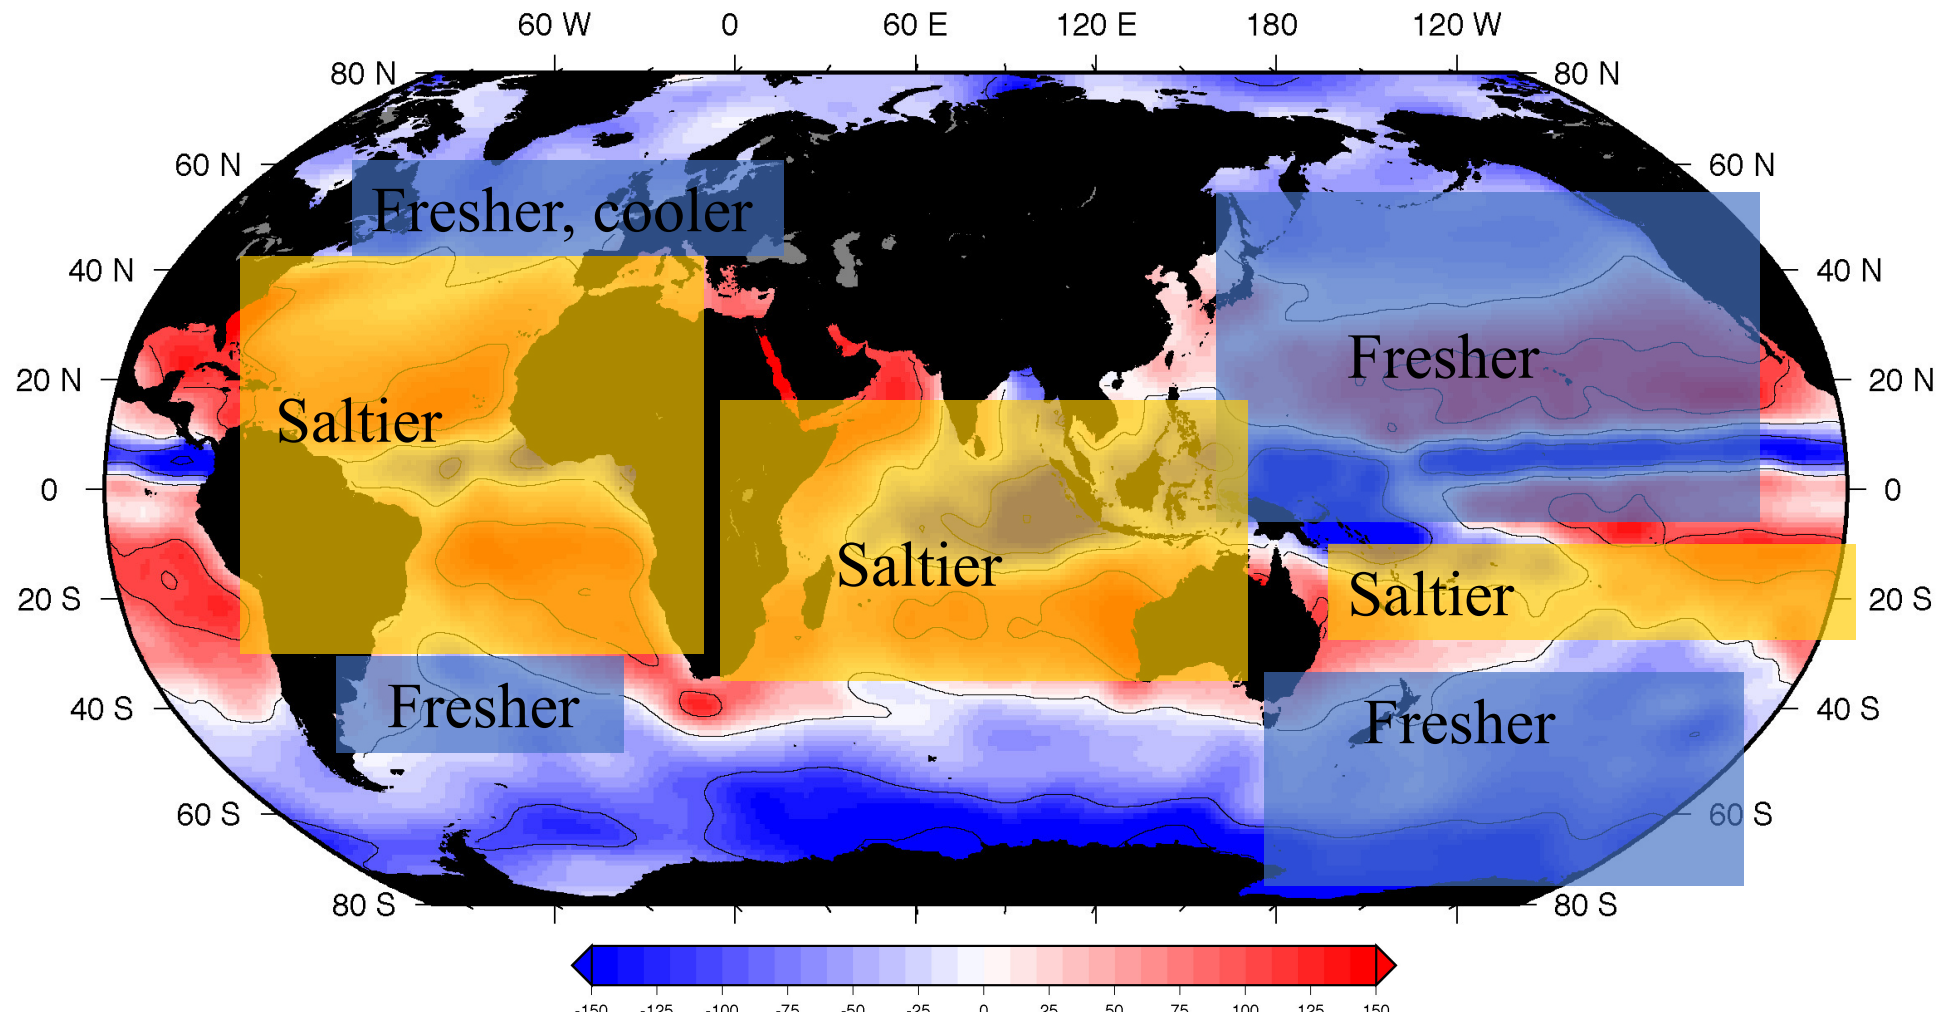 60 W 0 60 E 120 E 180 120 W
80 N 80 N
60 N 60 N
Fresher, cooler
40 N 40 N
Fresher
20 N 20 N
Saltier
0 0
Saltier
Saltier
20 S 20 S
Fresher
40 S 40 S
Fresher
60 S 60 S
80 S 80 S
-150 -125 -100 -75 -50 -25 0 25 50 75 100 125 150